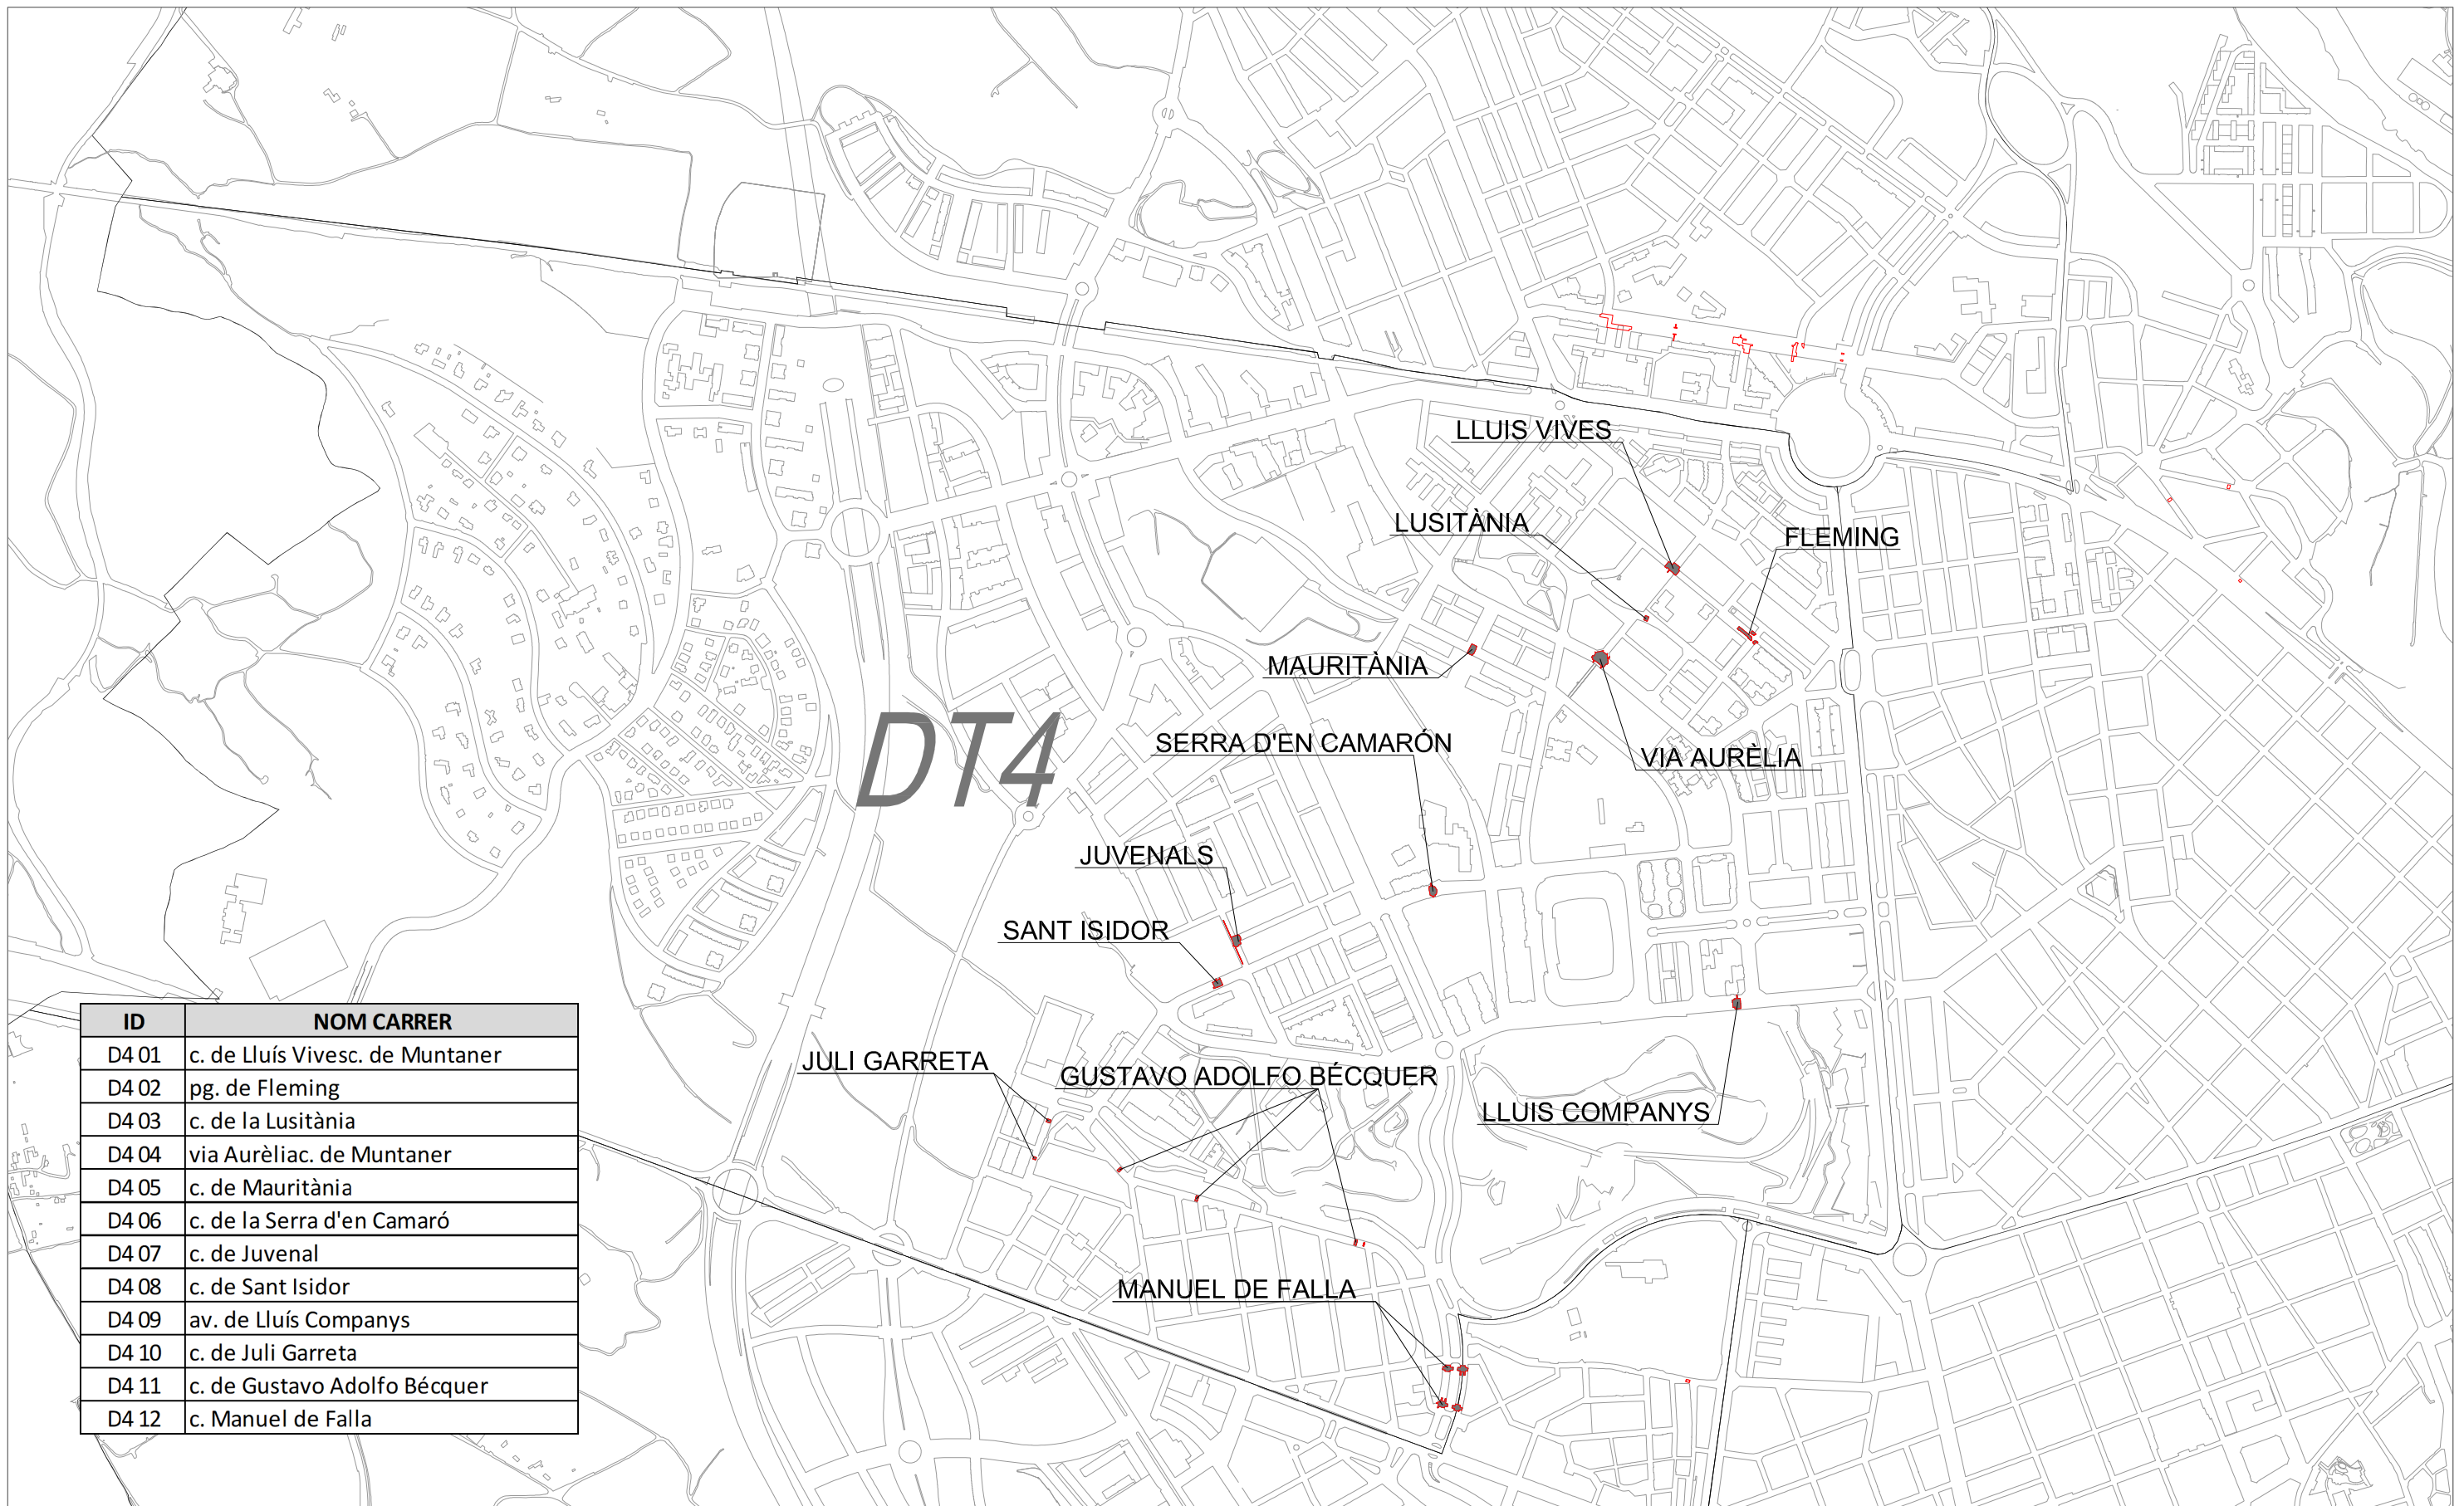 LLUIS VIVES
LUSITÀNIA
FLEMING
MAURITÀNIA
SERRA D'EN CAMARÓN
VIA AURÈLIA
DT4
JUVENALS
SANT ISIDOR
JULI GARRETA
GUSTAVO ADOLFO BÉCQUER
LLUIS COMPANYS
MANUEL DE FALLA
ID NOM CARRER
D4 01 c. de Lluís Vivesc. de Muntaner
D4 02 pg. de Fleming
D4 03 c. de la Lusitània
D4 04 via Aurèliac. de Muntaner
D4 05 c. de Mauritània
D4 06 c. de la Serra d'en Camaró
D4 07 c. de Juvenal
D4 08 c. de Sant Isidor
D4 09 av. de Lluís Companys
D4 10 c. de Juli Garreta
D4 11 c. de Gustavo Adolfo Bécquer
D4 12 c. Manuel de Falla